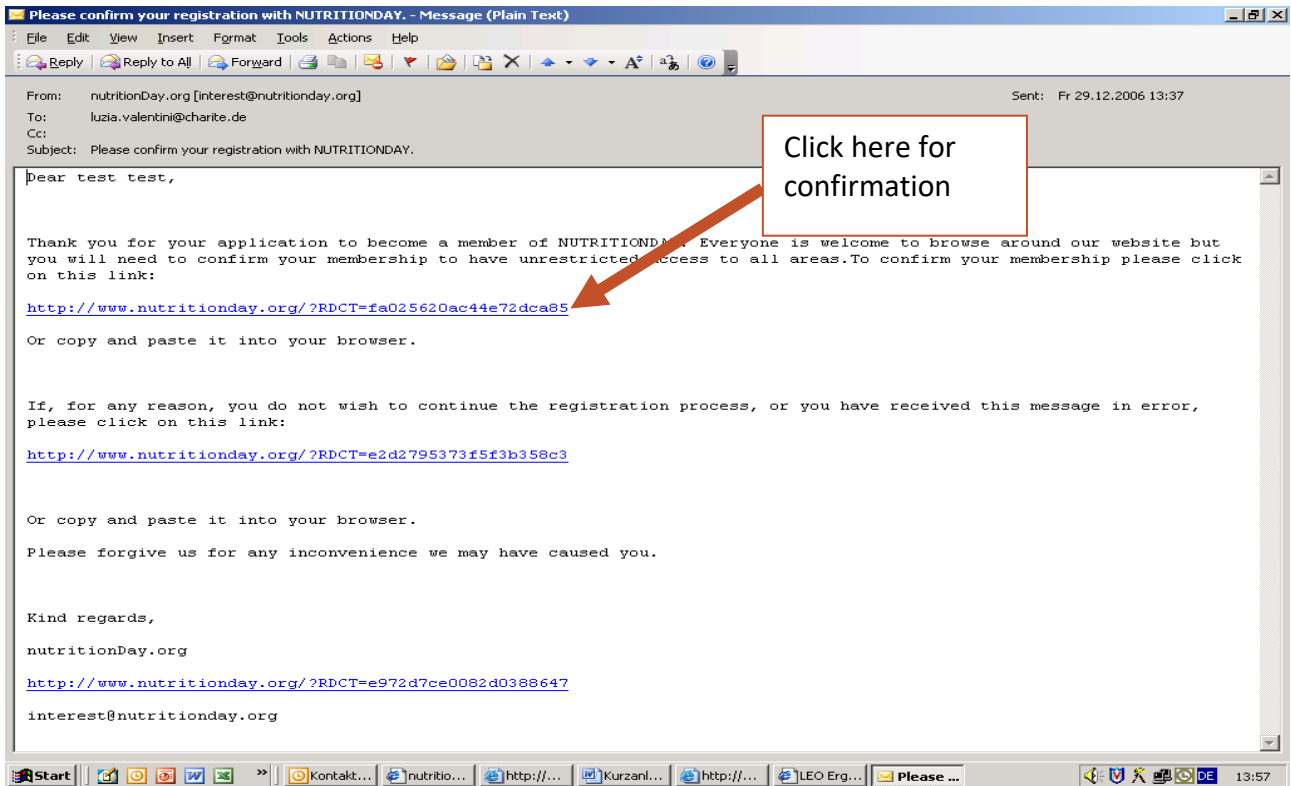 Please confirm your registration with NUTRITIONDAY. - Message (Plain Text)
File Edit View Insert Format Tools Actions Help
Reply Reply to All Forward
From: nutritionDay.org [interest@nutritionday.org] Sent: Fr 29.12.2006 13:37
To: luzia.valentini@charite.de
Cc:
Subject: Please confirm your registration with NUTRITIONDAY.
Click here for
confirmation
Dear test test,
Thank you for your application to become a member of NUTRITIONDA. Everyone is welcome to browse around our website but
you will need to confirm your membership to have unrestricted access to all areas.To confirm your membership please click
on this link:
http://www.nutritionday.org/?RDCT=fa025620ac44e72dca85
Or copy and paste it into your browser.
If, for any reason, you do not wish to continue the registration process, or you have received this message in error,
please click on this link:
http://www.nutritionday.org/?RDCT=e2d2795373f5f3b358c3
Or copy and paste it into your browser.
Please forgive us for any inconvenience we may have caused you.
Kind regards,
nutritionDay.org
http://www.nutritionday.org/?RDCT=e972d7ce0082d0388647
interest@nutritionday.org
Start Kontakt... nutritio... http://... Kurzanl... http://... LEO Erg... Please ... DE 13:57